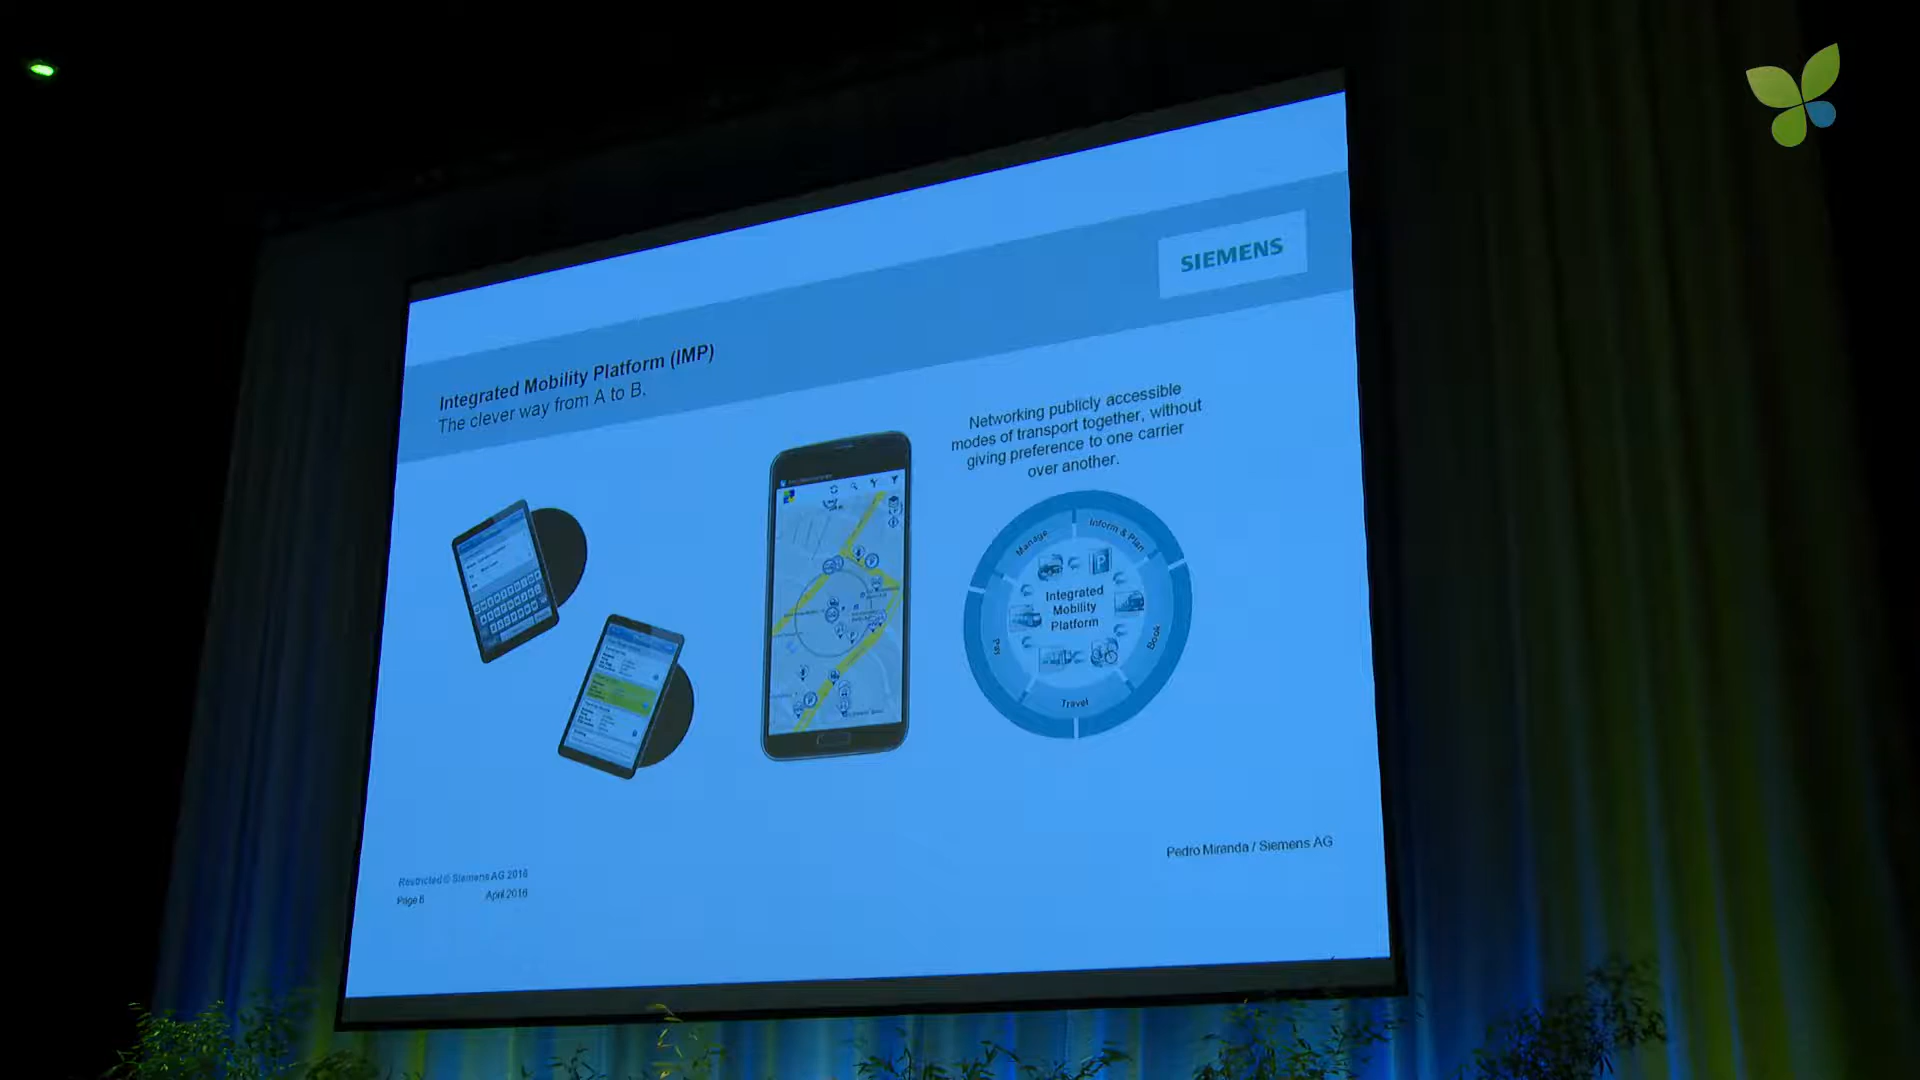 SIEMENS
Integrated Mobility Platform (IMP)
The clever way from A to B.
Networking publicly accessible
modes of transport together, without
giving preference to one carrier
over another.
Manage
Inform & Plan
Integrated
Mobility
Platform
Pay
Book
Travel
Pedro Miranda / Siemens AG
Restricted © Siemens AG 2016
Page 6
April 2016